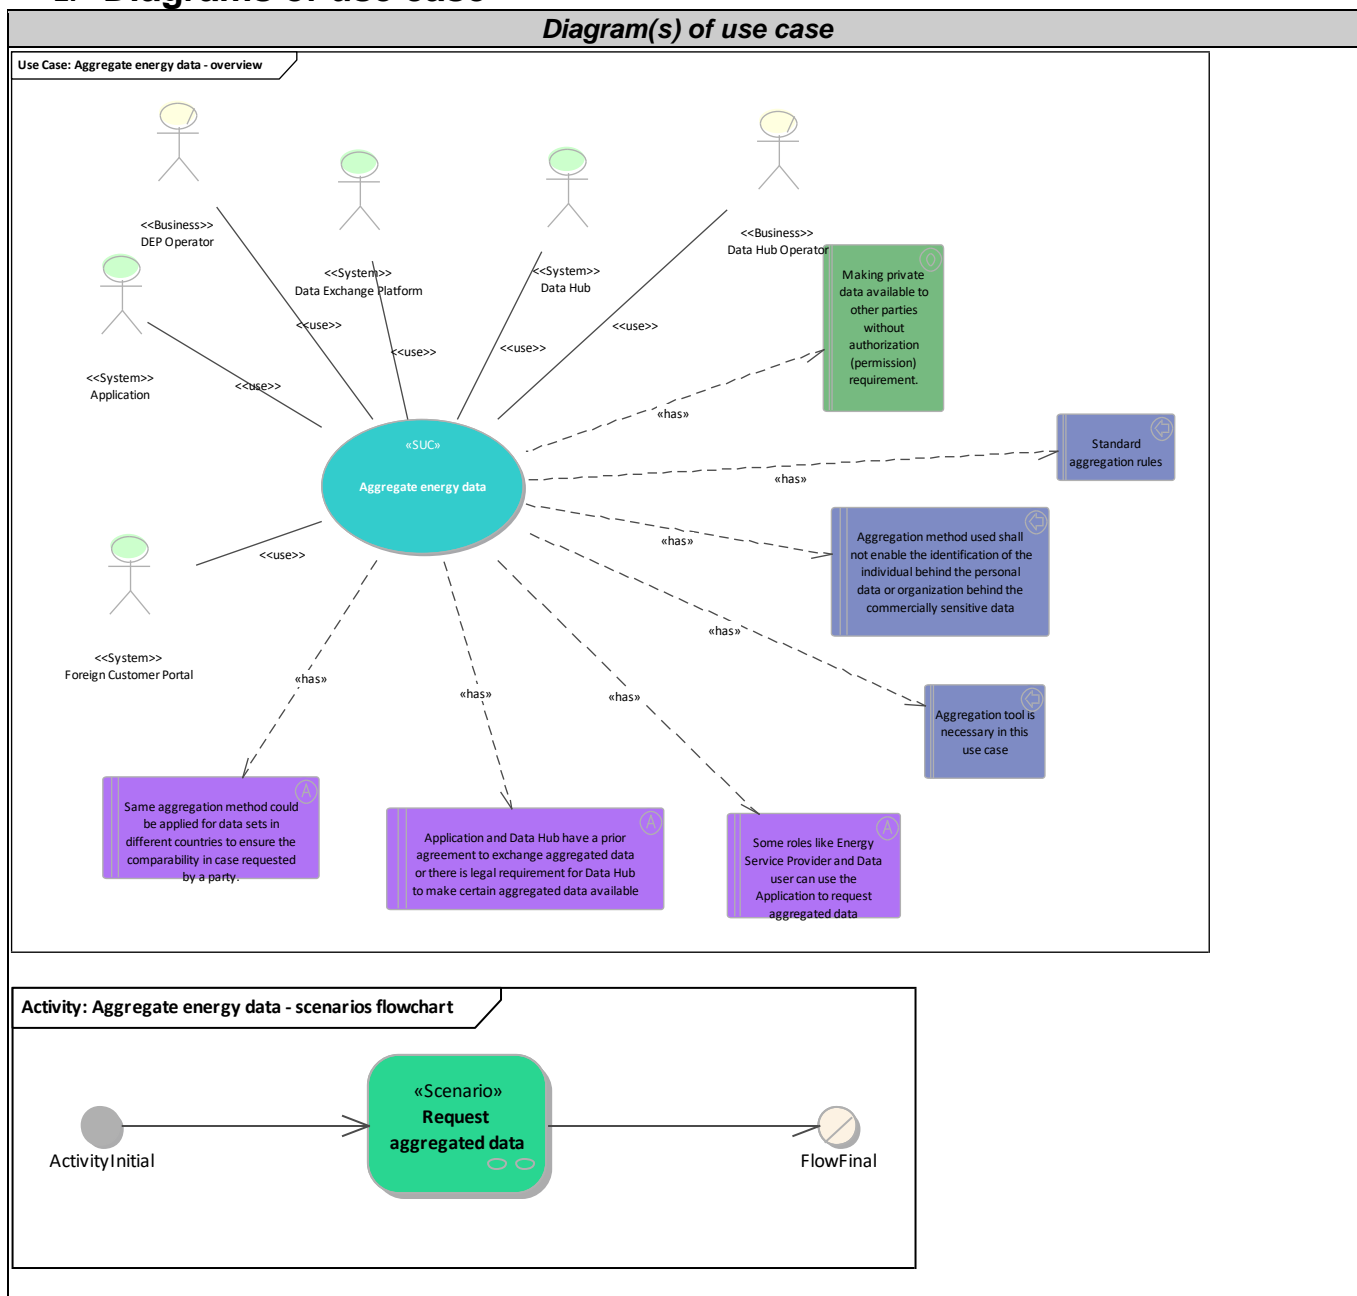 2. Diagrams of use case
Diagram(s) of use case
Use Case: Aggregate energy data - overview
<<Business>>
DEP Operator
<<System>>
Data Exchange Platform
<<System>>
Data Hub
<<Business>>
Data Hub Operator
<<System>>
Application
<<use>>
<<use>>
<<use>>
<<use>>
<<use>>
O
Making private
data available to
other parties
without
authorization
(permission)
requirement.
«has»
«SUC»
Aggregate energy data
Standard
aggregation rules
«has»
Aggregation method used shall
not enable the identification of the
individual behind the personal
data or organization behind the
commercially sensitive data
«has»
<<use>>
<<System>>
Foreign Customer Portal
«has»
Aggregation tool is
necessary in this
use case
«has»
«has»
«has»
A
Same aggregation method could
be applied for data sets in
different countries to ensure the
comparability in case requested
by a party.
A
Application and Data Hub have a prior
agreement to exchange aggregated data
or there is legal requirement for Data Hub
to make certain aggregated data available
A
Some roles like Energy
Service Provider and Data
user can use the
Application to request
aggregated data
Activity: Aggregate energy data - scenarios flowchart
«Scenario»
Request
aggregated data
ActivityInitial
FlowFinal